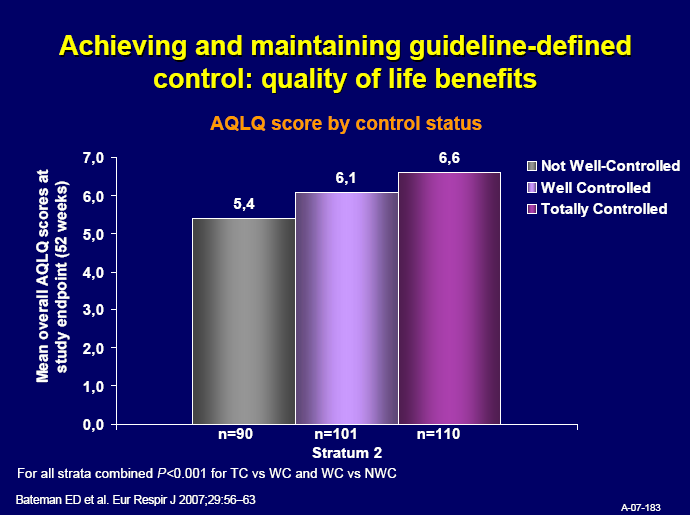 Achieving and maintaining guideline-defined
control: quality of life benefits
AQLQ score by control status
Mean overall AQLQ scores at
study endpoint (52 weeks)
7,0
6,0
5,0
4,0
3,0
2,0
1,0
0,0
5,4
6,1
6,6
Not Well-Controlled
Well Controlled
Totally Controlled
n=90
n=101
n=110
Stratum 2
For all strata combined P<0.001 for TC vs WC and WC vs NWC
Bateman ED et al. Eur Respir J 2007;29:56–63
A-07-183